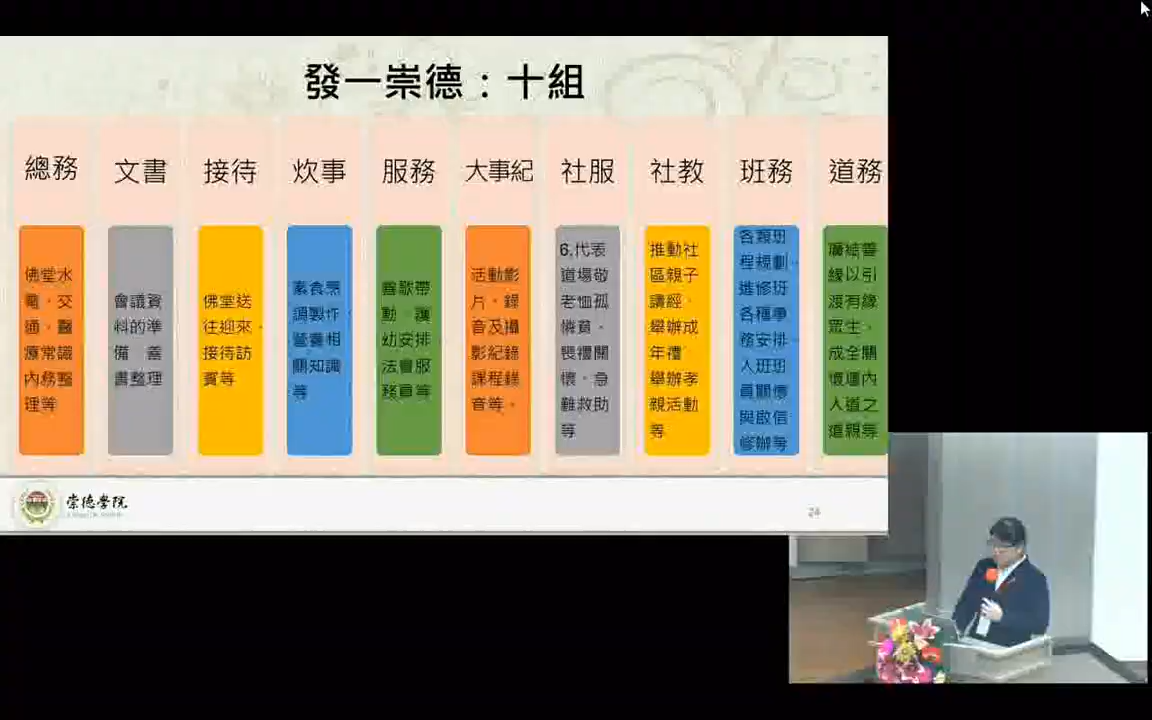 發一崇德：十組
總務
文書
接待
炊事
服務
大事紀
社服
社教
班務
道務
佛堂水
電、交
通、醫
療常識
內務整
理等
會議資
料的準
備 善
書整理
佛堂送
往迎來、
接待訪
賓等
素食烹
調製作、
營養相
關知識
等
善歌帶
動 護
幼安排
法會服
務員等
活動影
片、錄
音及攝
影紀錄
課程錄
音等。
6.代表
道場敬
老恤孤
憐貧、
喪禮關
懷、急
難救助
等
推動社
區親子
讀經、
舉辦成
年禮
舉辦孝
親活動
等
各類班
程規劃、
進修班
各種事
務安排、
人班班
員關懷
與啟信
修辦等
廣結善
緣以引
渡有緣
眾生，
成全關
懷壇內
人道之
道親等
崇德學院
24